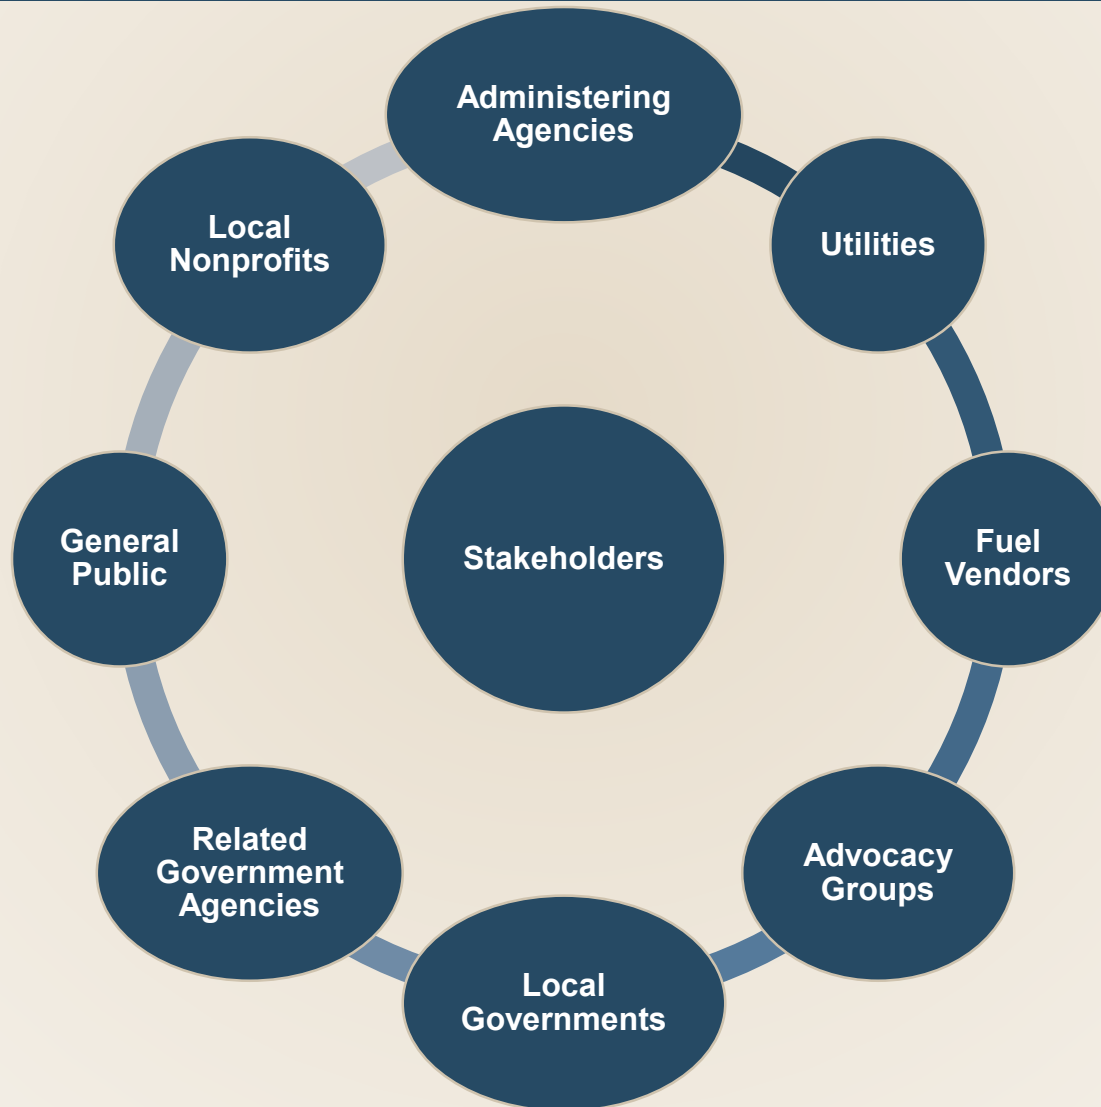 Administering
Agencies
Utilities
Fuel
Vendors
Advocacy
Groups
Local
Governments
Related
Government
Agencies
General
Public
Local
Nonprofits
Stakeholders